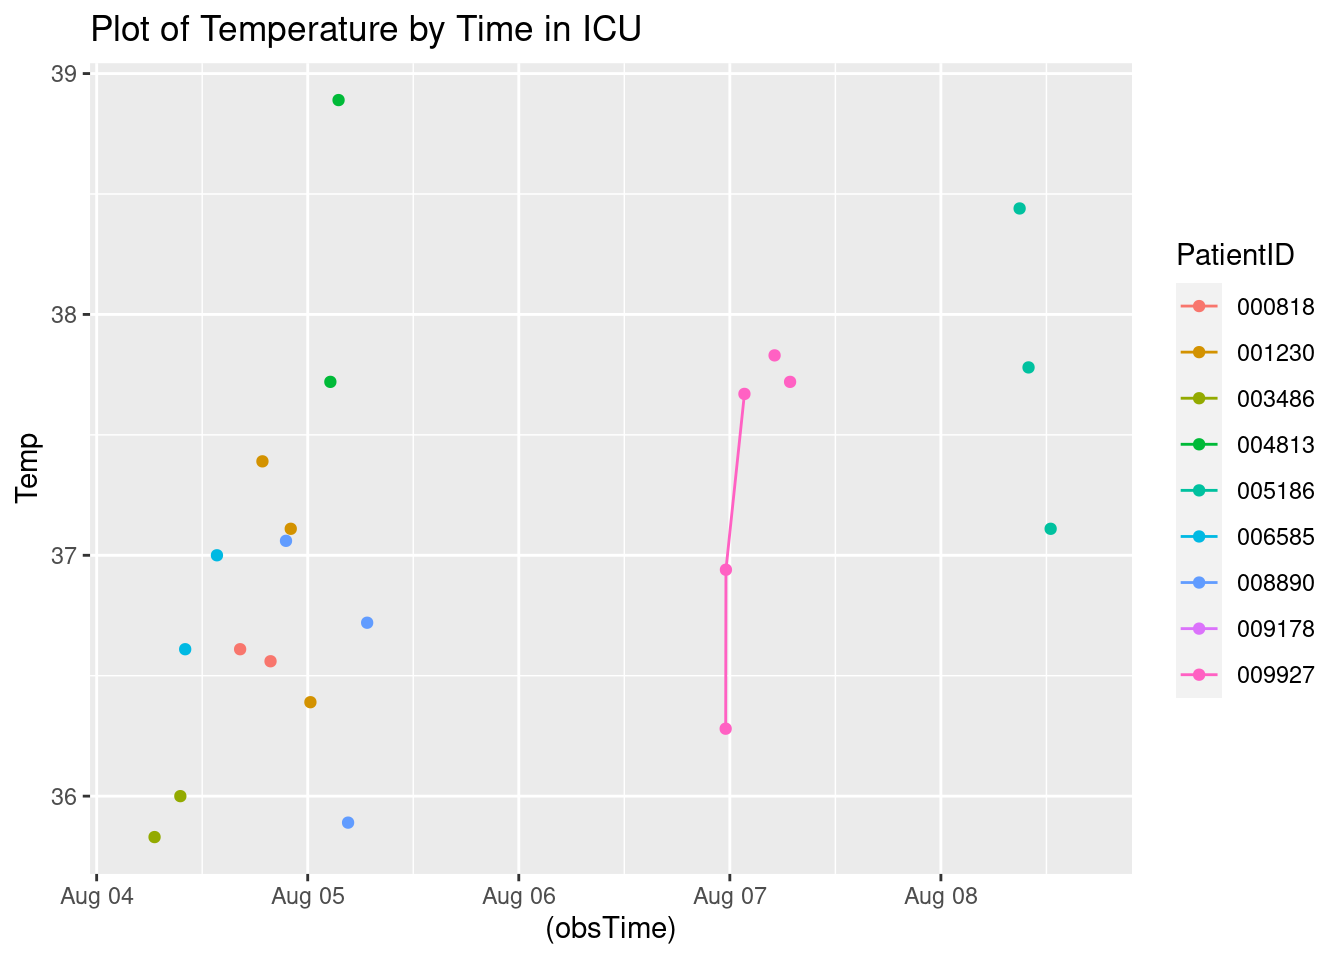 Plot of Temperature by Time in ICU
39
38
37
36
Temp
Aug 04 Aug 05 Aug 06 Aug 07 Aug 08
(obsTime)
PatientID
000818
001230
003486
004813
005186
006585
008890
009178
009927